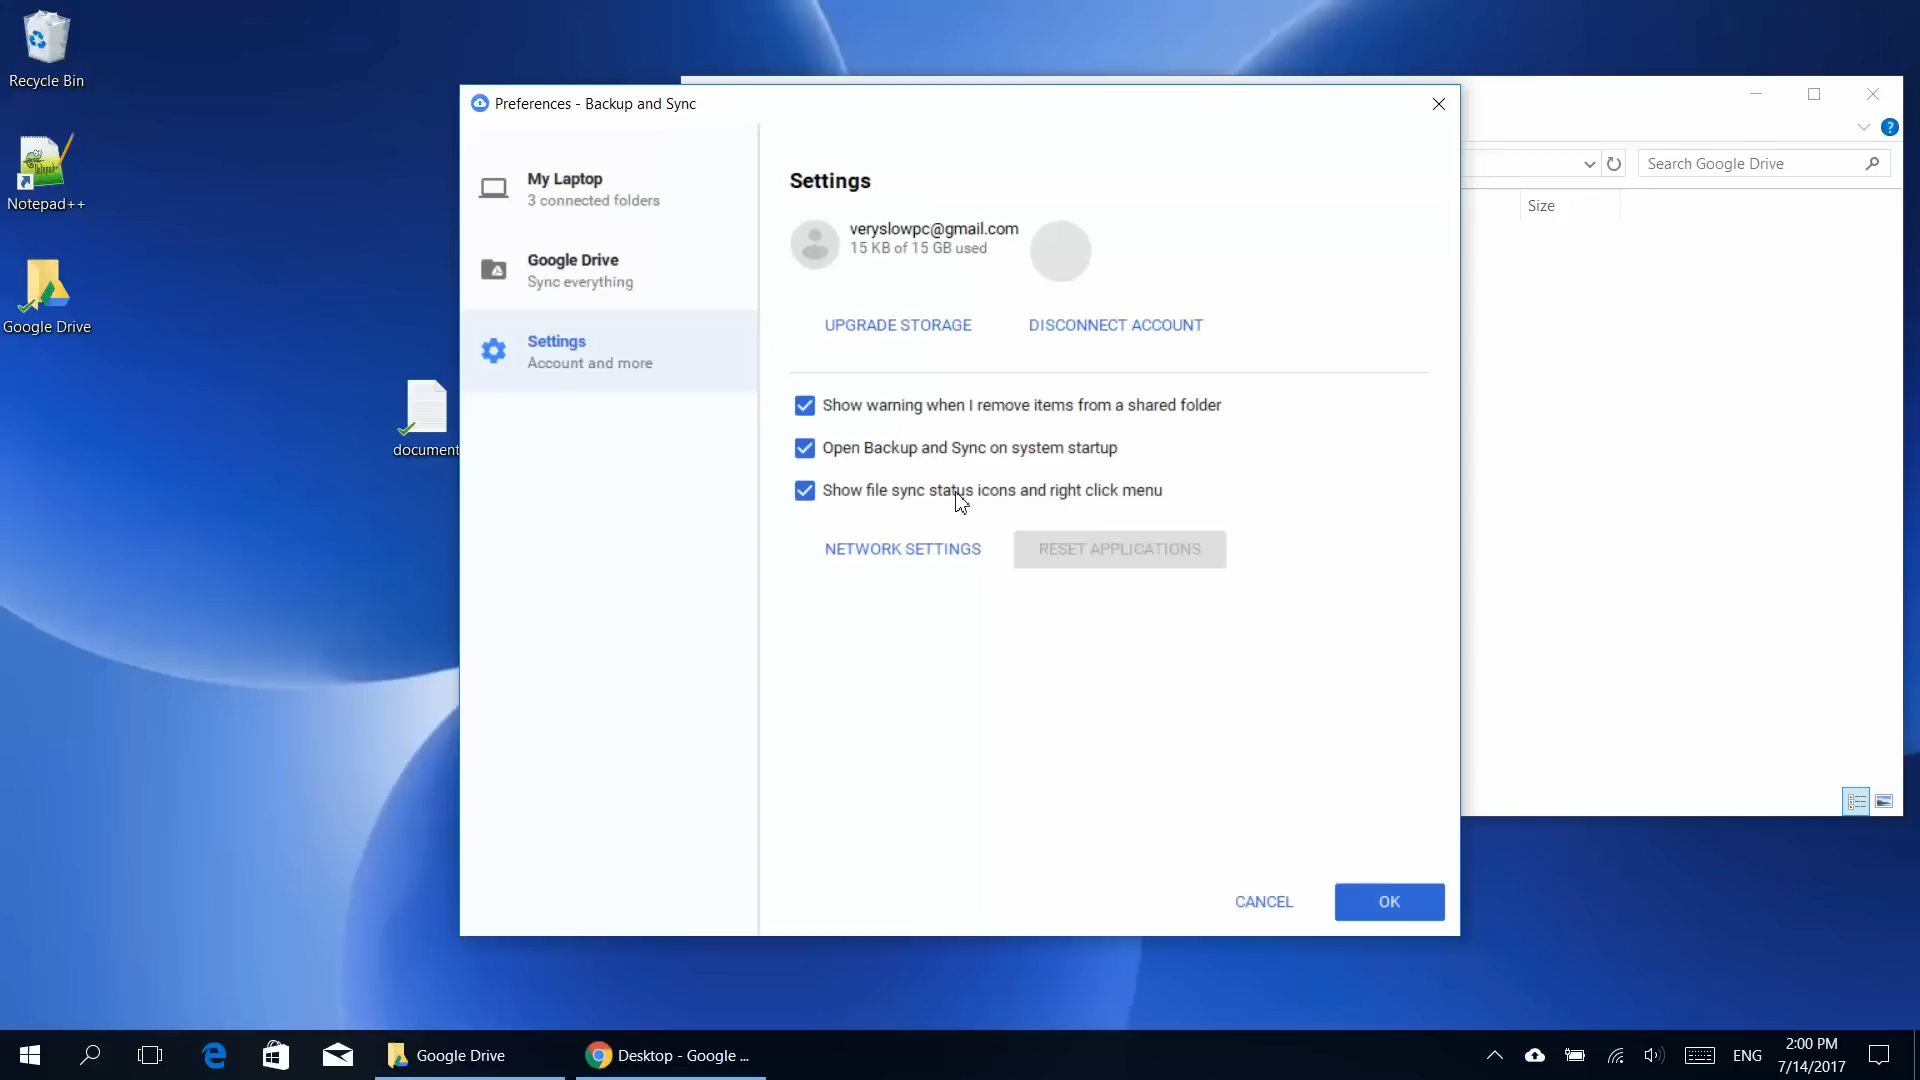 Recycle Bin
Notepad++
Google Drive
document
Preferences - Backup and Sync
My Laptop
3 connected folders
Google Drive
Sync everything
Settings
Account and more
Settings
veryslowpc@gmail.com
15 KB of 15 GB used
UPGRADE STORAGE
DISCONNECT ACCOUNT
Show warning when I remove items from a shared folder
Open Backup and Sync on system startup
Show file sync status icons and right click menu
NETWORK SETTINGS
RESET APPLICATIONS
CANCEL
OK
?
Search Google Drive
Size
Google Drive
Desktop - Google ...
ENG
2:00 PM
7/14/2017